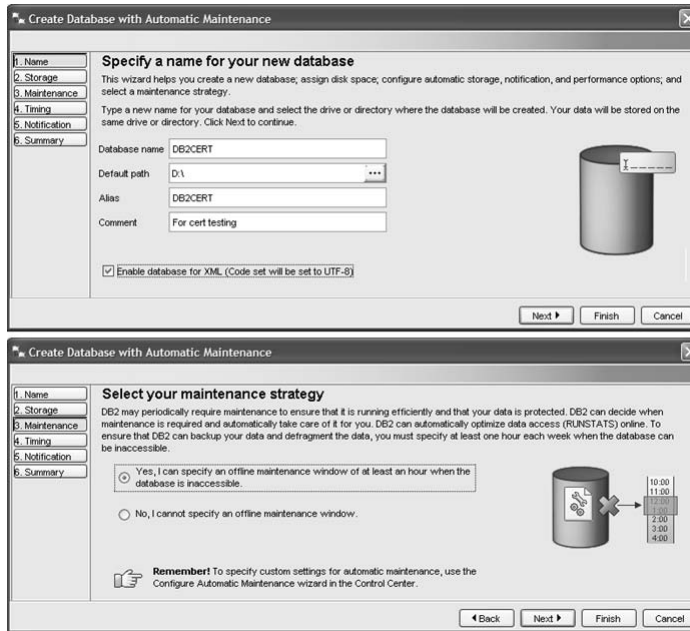 Create Database with Automatic Maintenance
1. Name
2. Storage
3. Maintenance
4. Timing
5. Notification
6. Summary
Specify a name for your new database
This wizard helps you create a new database; assign disk space; configure automatic storage, notification, and performance options; and
select a maintenance strategy.
Type a new name for your database and select the drive or directory where the database will be created. Your data will be stored on the
same drive or directory. Click Next to continue.
Database name DB2CERT
Default path D:\ ...
Alias DB2CERT
Comment For cert testing
Enable database for XML (Code set will be set to UTF-8)
Next Finish Cancel
Create Database with Automatic Maintenance
1. Name
2. Storage
3. Maintenance
4. Timing
5. Notification
6. Summary
Select your maintenance strategy
DB2 may periodically require maintenance to ensure that it is running efficiently and that your data is protected. DB2 can decide when
maintenance is required and automatically take care of it for you. DB2 can automatically optimize data access (RUNSTATS) online. To
ensure that DB2 can backup your data and defragment the data, you must specify at least one hour each week when the database can
be inaccessible.
Yes, I can specify an offline maintenance window of at least an hour when the
database is inaccessible.
No, I cannot specify an offline maintenance window.
10:00
11:00
12:00
1:00
2:00
3:00
4:00
Remember! To specify custom settings for automatic maintenance, use the
Configure Automatic Maintenance wizard in the Control Center.
Back Next Finish Cancel